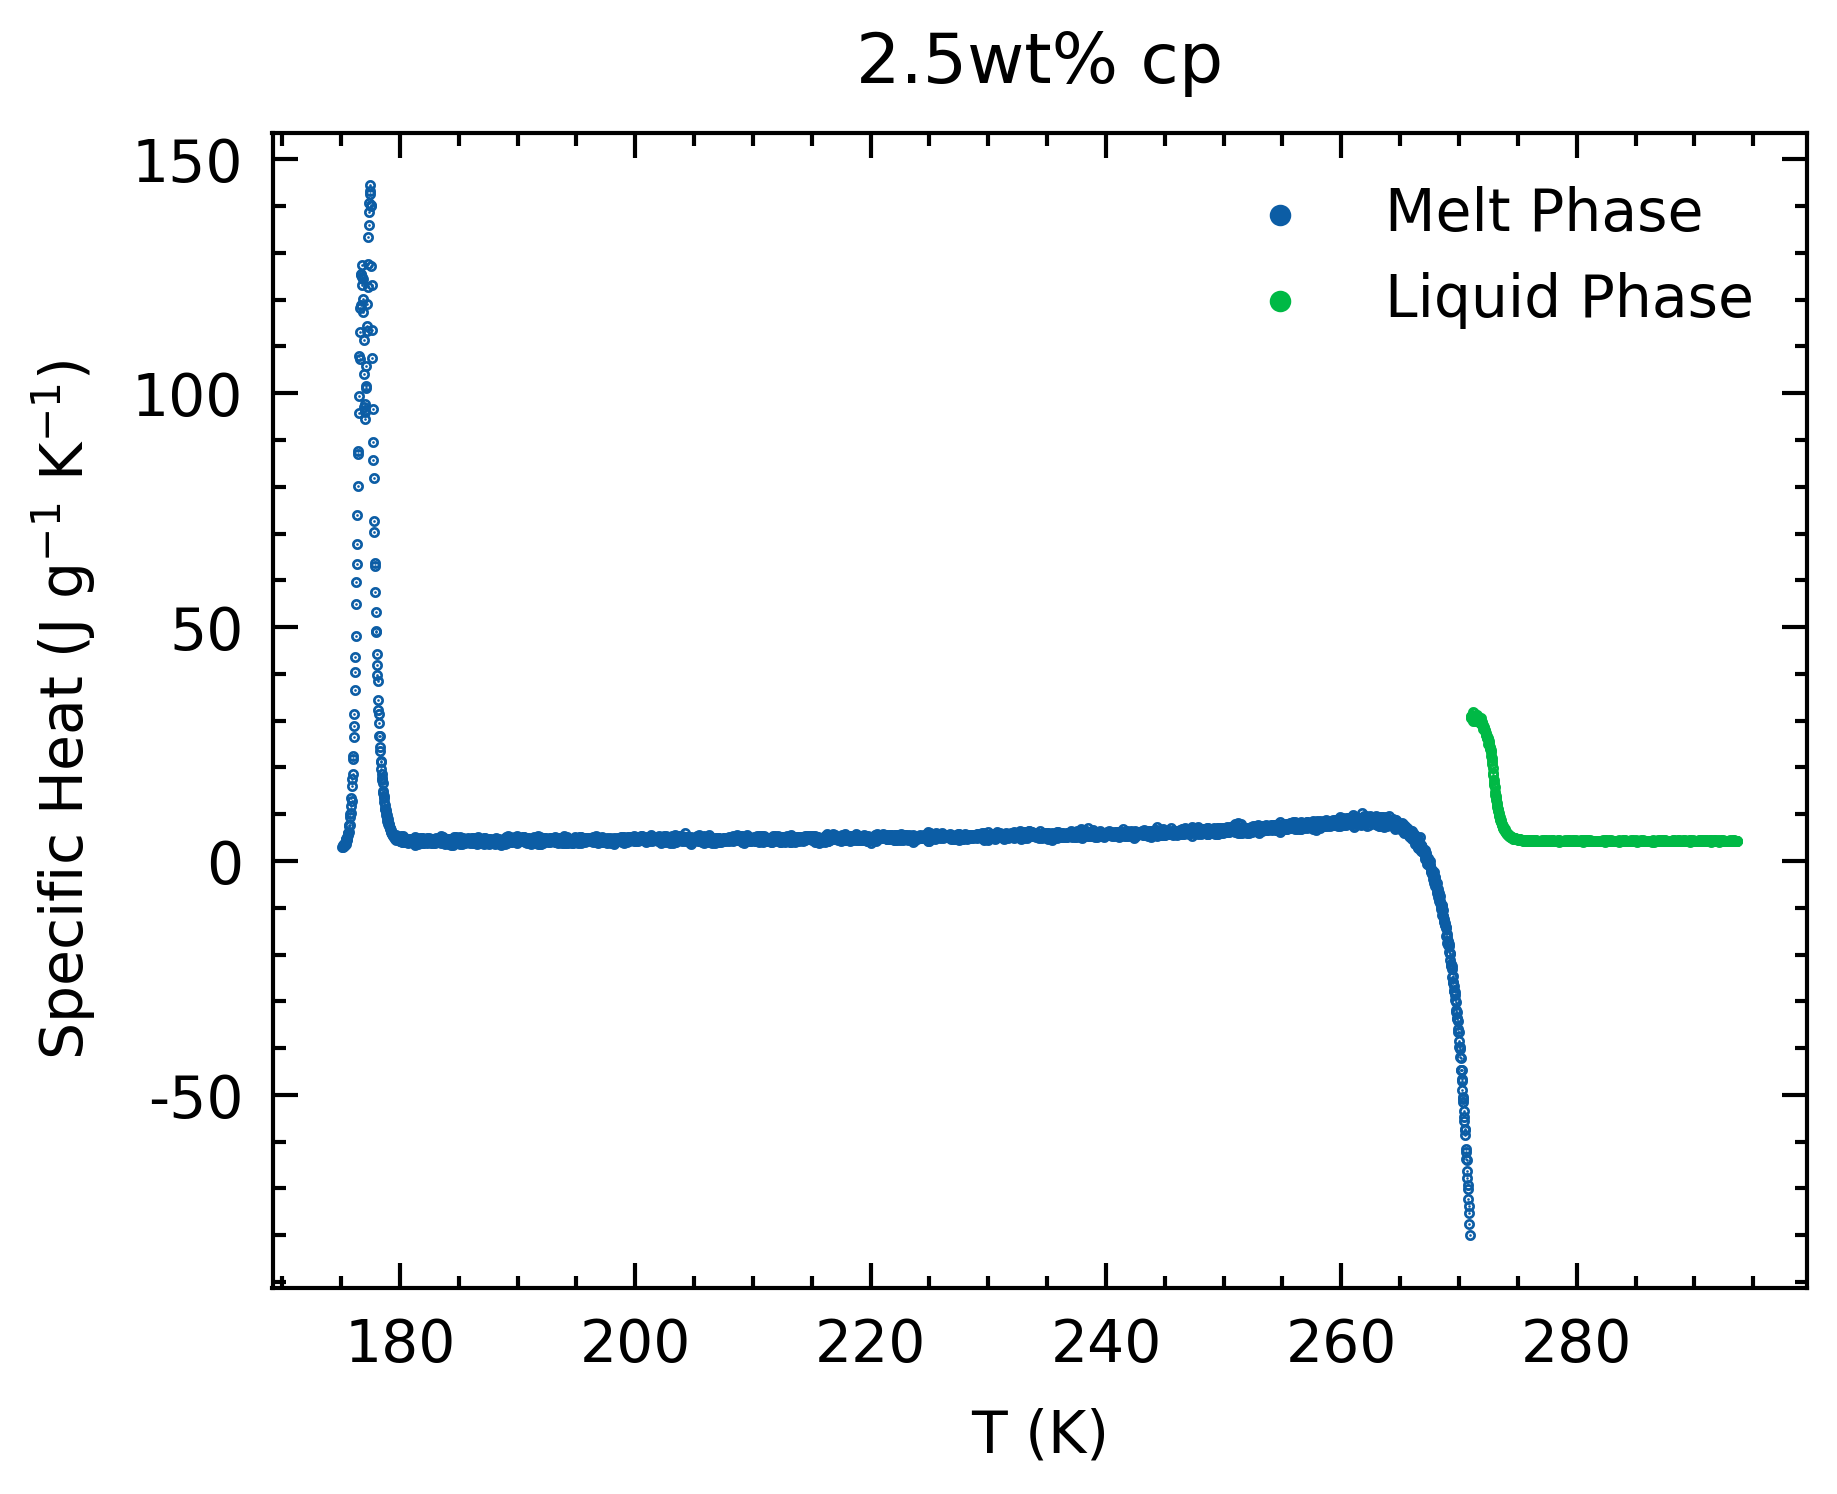 2.5wt% cp
Melt Phase
Liquid Phase
Specific Heat (J g⁻¹ K⁻¹)
150
100
50
0
-50
180 200 220 240 260 280
T (K)